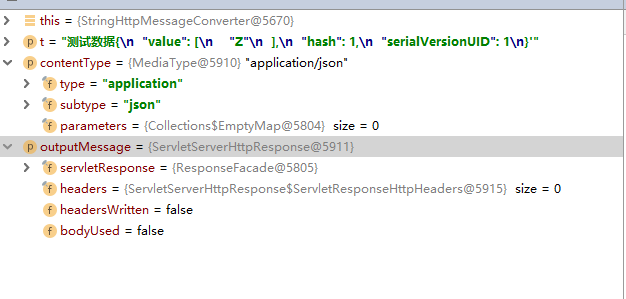 this = {StringHttpMessageConverter@5670}
p t = "测试数据{\n  "value": [\n    "Z"\n  ],\n  "hash": 1,\n  "serialVersionUID": 1\n}'"
p contentType = {MediaType@5910} "application/json"
f type = "application"
f subtype = "json"
f parameters = {Collections$EmptyMap@5804}  size = 0
p outputMessage = {ServletServerHttpResponse@5911}
f servletResponse = {ResponseFacade@5805}
f headers = {ServletServerHttpResponse$ServletResponseHttpHeaders@5915}  size = 0
f headersWritten = false
f bodyUsed = false